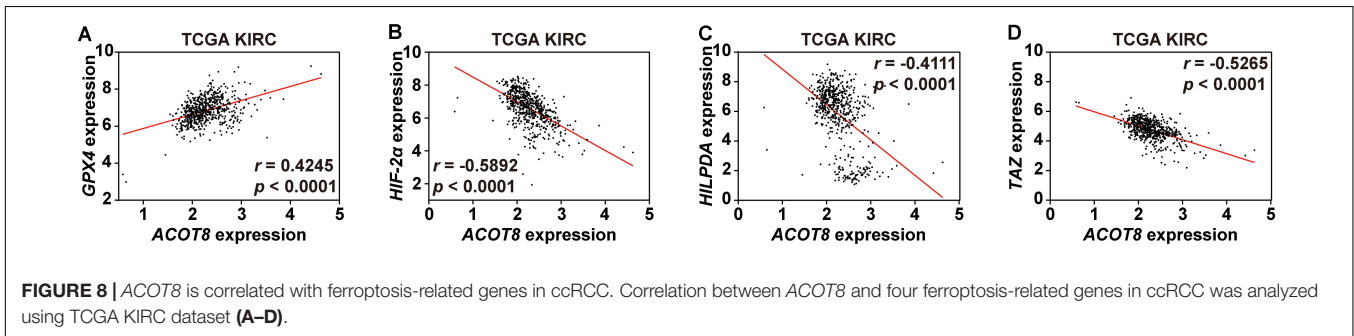 A
TCGA KIRC
GPX4 expression
10
8
6
4
2
1
2
3
4
5
r = 0.4245
p < 0.0001
ACOT8 expression
B
TCGA KIRC
HIF-2α expression
10
8
6
4
2
0
1
2
3
4
5
r = -0.5892
p < 0.0001
ACOT8 expression
C
TCGA KIRC
HILPDA expression
10
8
6
4
2
0
0
1
2
3
4
5
r = -0.4111
p < 0.0001
ACOT8 expression
D
TCGA KIRC
TAZ expression
10
8
6
4
2
0
0
1
2
3
4
5
r = -0.5265
p < 0.0001
ACOT8 expression
FIGURE 8 | ACOT8 is correlated with ferroptosis-related genes in ccRCC. Correlation between ACOT8 and four ferroptosis-related genes in ccRCC was analyzed
using TCGA KIRC dataset (A–D).